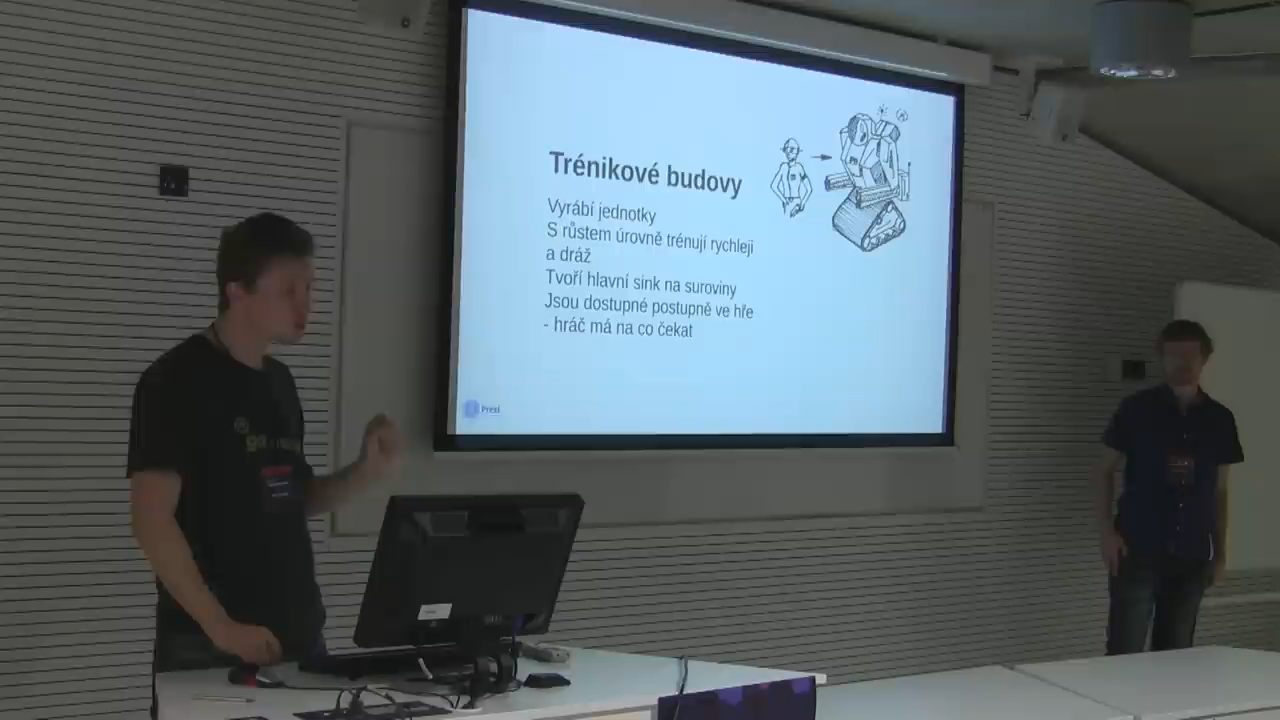 Trénikové budovy
Vyrábí jednotky
S růstem úrovně trénují rychleji
a dráž
Tvoří hlavní sink na suroviny
Jsou dostupné postupně ve hře
- hráč má na co čekat
Prezi